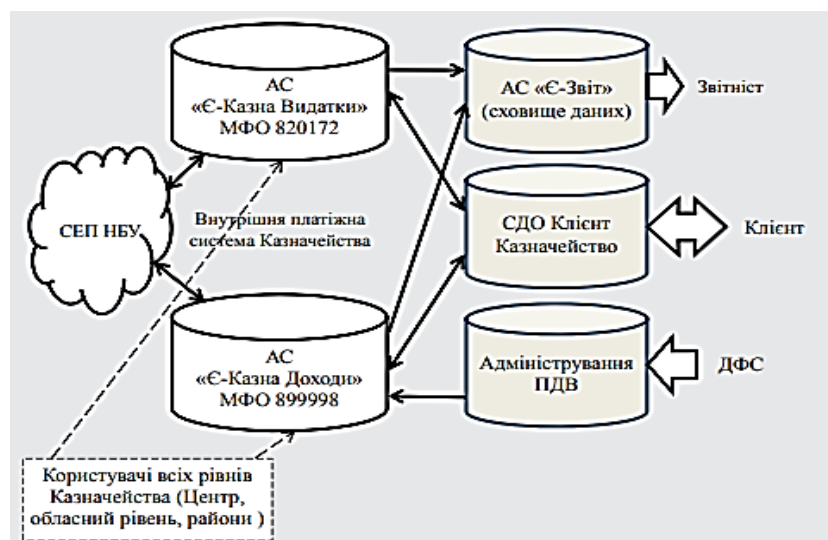 АС
«Є-Казна Видатки»
МФО 820172
АС «Є-Звіт»
(сховище даних)
Звітніст
СЕП НБУ
Внутрішня платіжна
система Казначейства
СДО Клієнт
Казначейство
Клієнт
АС
«Є-Казна Доходи»
МФО 899998
Адміністрування
ПДВ
ДФС
Користувачі всіх рівнів
Казначейства (Центр,
обласний рівень, райони )